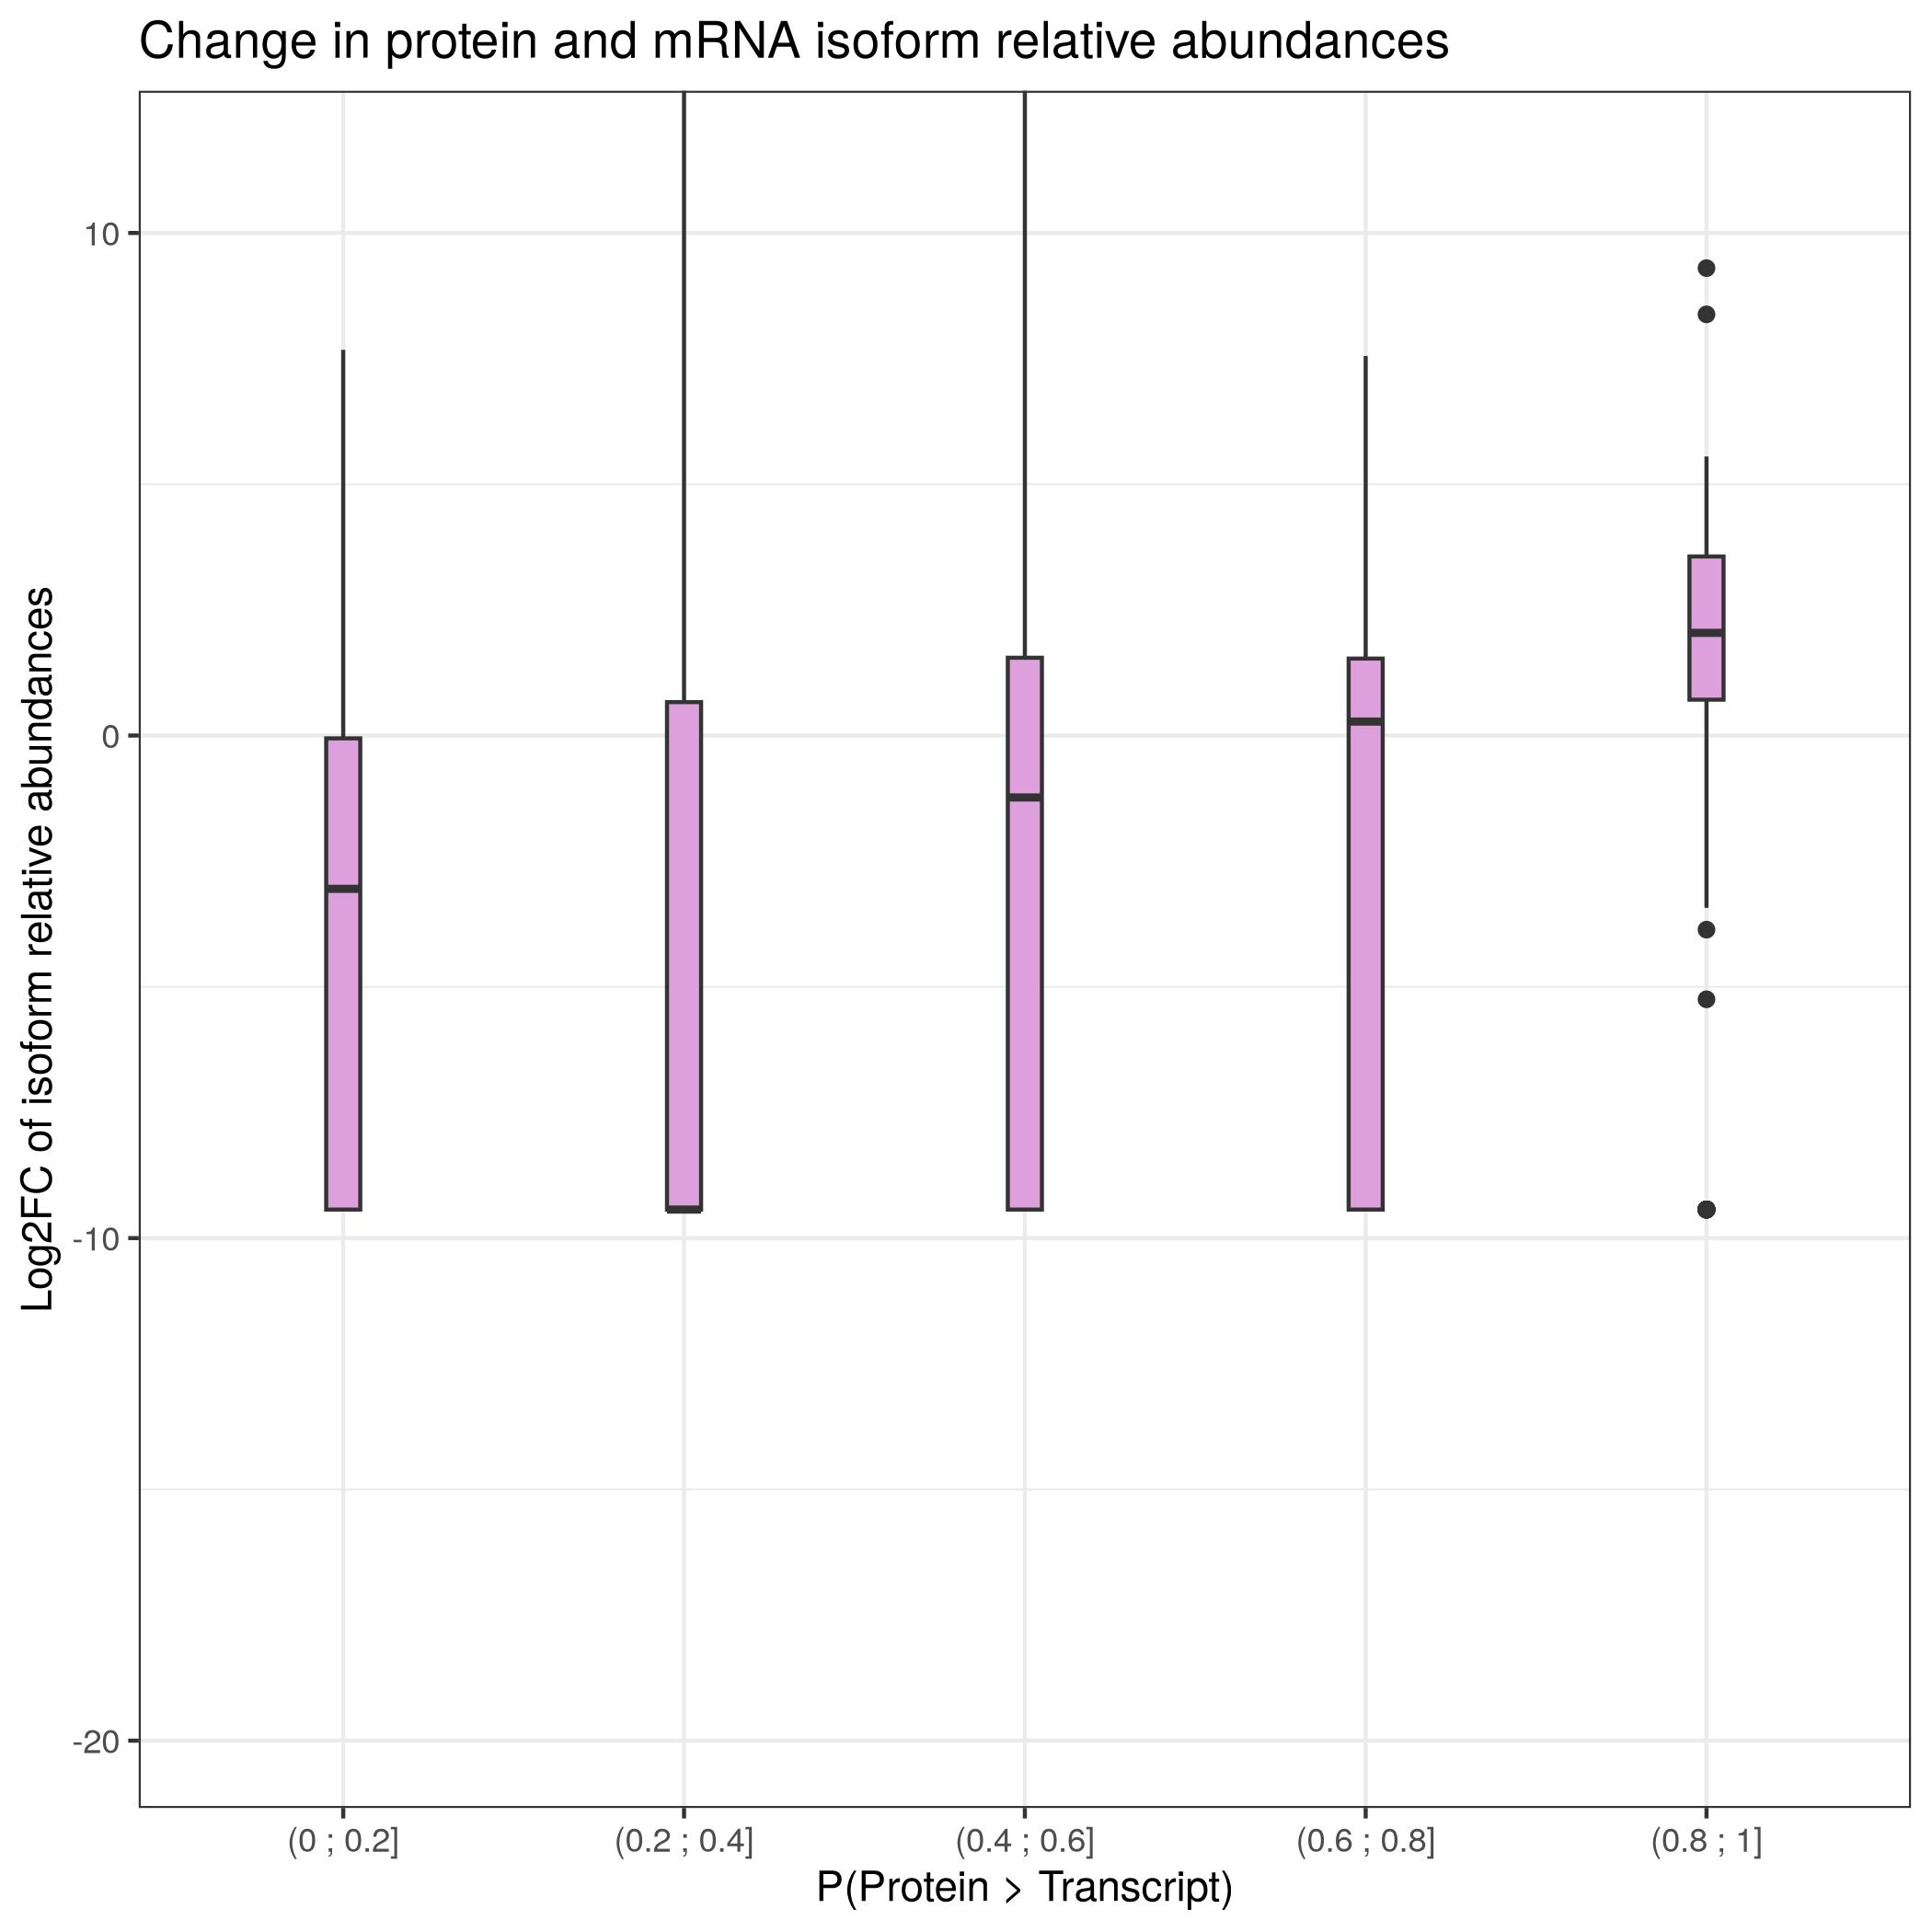 Change in protein and mRNA isoform relative abundances
Log2FC of isoform relative abundances
10
0
-10
-20
(0 ; 0.2]
(0.2 ; 0.4]
(0.4 ; 0.6]
(0.6 ; 0.8]
(0.8 ; 1]
P(Protein > Transcript)